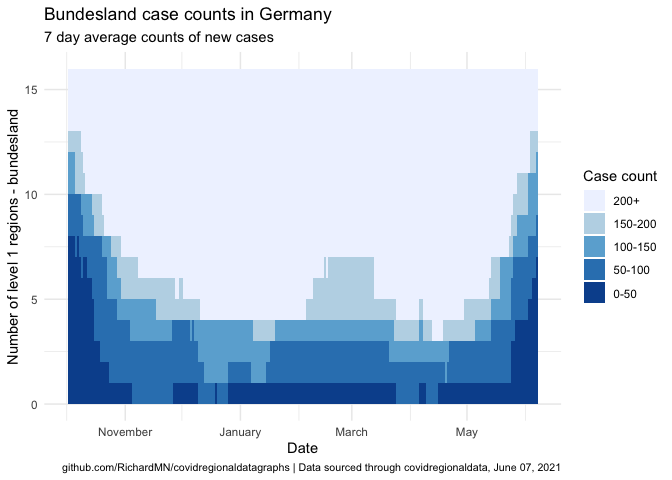 Bundesland case counts in Germany
7 day average counts of new cases
Number of level 1 regions - bundesland
15
10
5
0
November
January
March
May
Date
Case count
200+
150-200
100-150
50-100
0-50
github.com/RichardMN/covidregionaldatagraphs | Data sourced through covidregionaldata, June 07, 2021